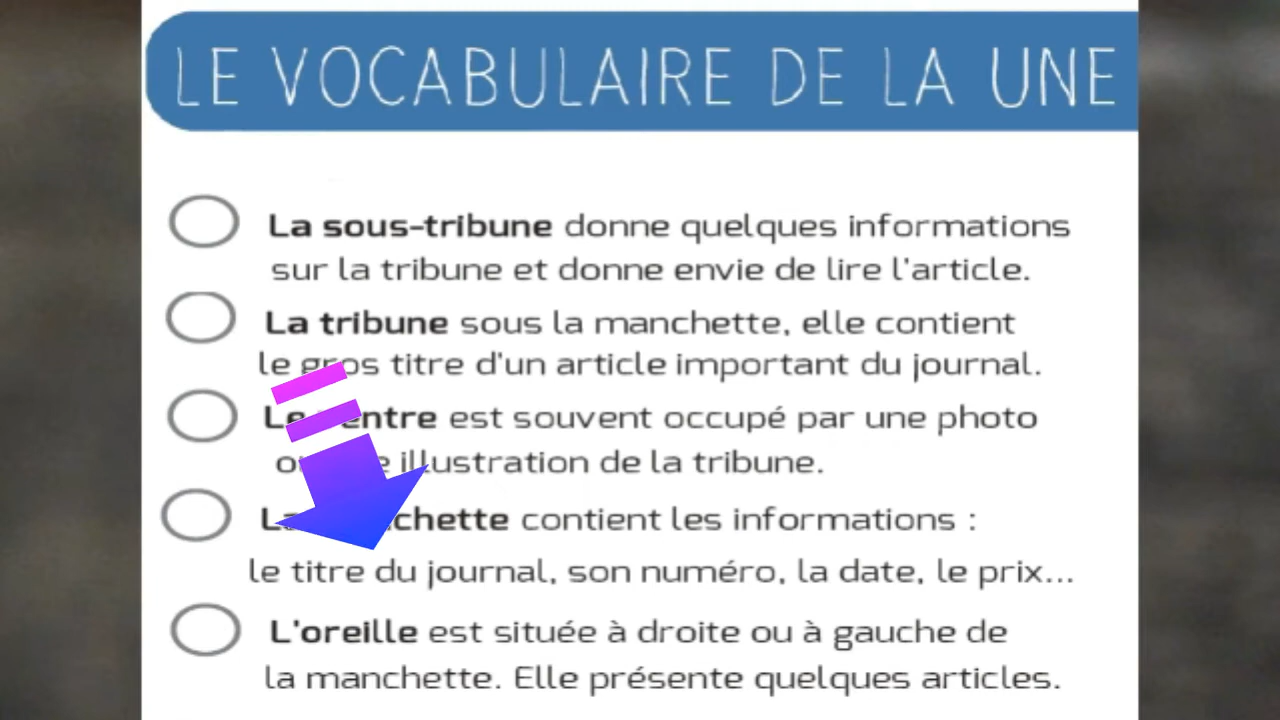 LE VOCABULAIRE DE LA UNE
La sous-tribune donne quelques informations
sur la tribune et donne envie de lire l'article.
La tribune sous la manchette, elle contient
le gros titre d'un article important du journal.
Le est souvent occupé par une photo
illustration de la tribune.
contient les informations :
le titre du journal, son numéro, la date, le prix...
L'oreille est située à droite ou à gauche de
la manchette. Elle présente quelques articles.